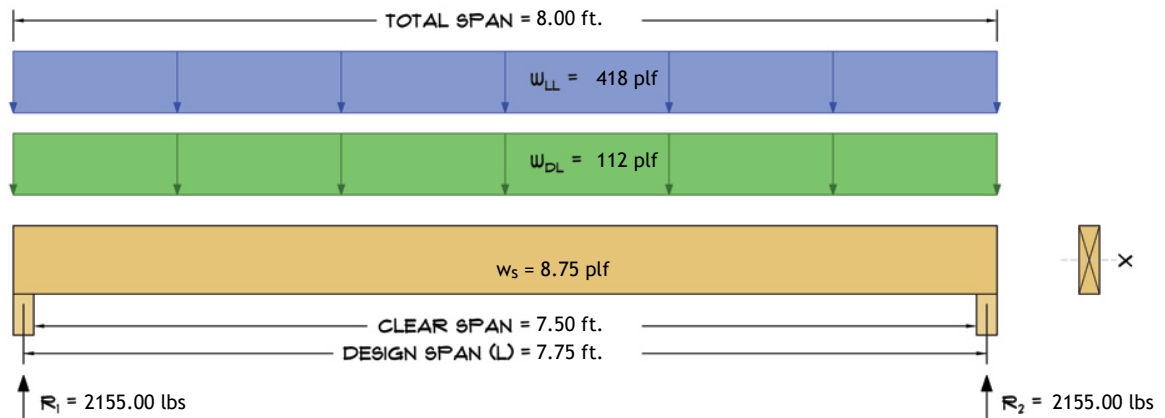 TOTAL SPAN = 8.00 ft.
WLL = 418 plf
WDL = 112 plf
ws = 8.75 plf
X
CLEAR SPAN = 7.50 ft.
DESIGN SPAN (L) = 7.75 ft.
R1 = 2155.00 lbs
R2 = 2155.00 lbs